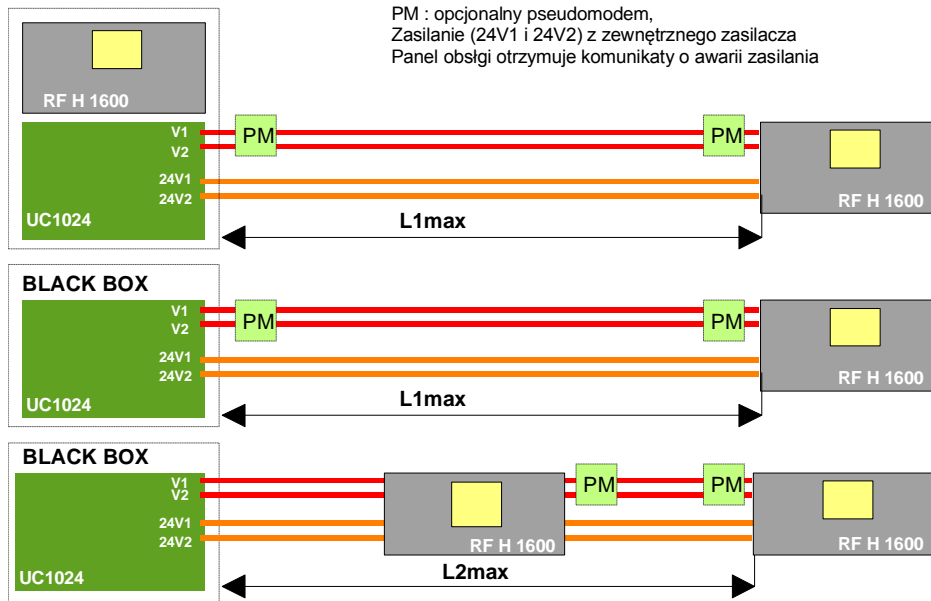 PM : opcjonalny pseudomodem,
Zasilanie (24V1 i 24V2) z zewnętrznego zasilacza
Panel obsłgi otrzymuje komunikaty o awarii zasilania
RF H 1600
V1
V2
24V1
24V2
UC1024
PM
PM
RF H 1600
L1max
BLACK BOX
V1
V2
24V1
24V2
UC1024
PM
PM
RF H 1600
L1max
BLACK BOX
V1
V2
24V1
24V2
UC1024
RF H 1600
PM
PM
RF H 1600
L2max